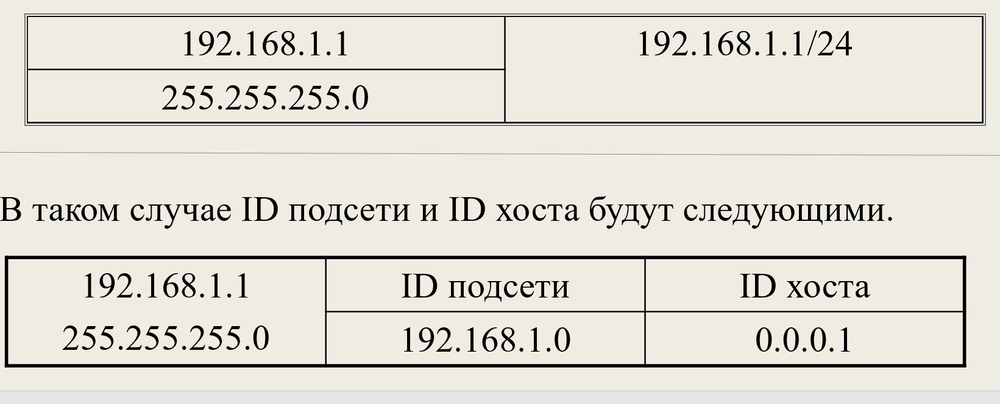 192.168.1.1
192.168.1.1/24
255.255.255.0
В таком случае ID подсети и ID хоста будут следующими.
192.168.1.1
ID подсети
ID хоста
255.255.255.0
192.168.1.0
0.0.0.1